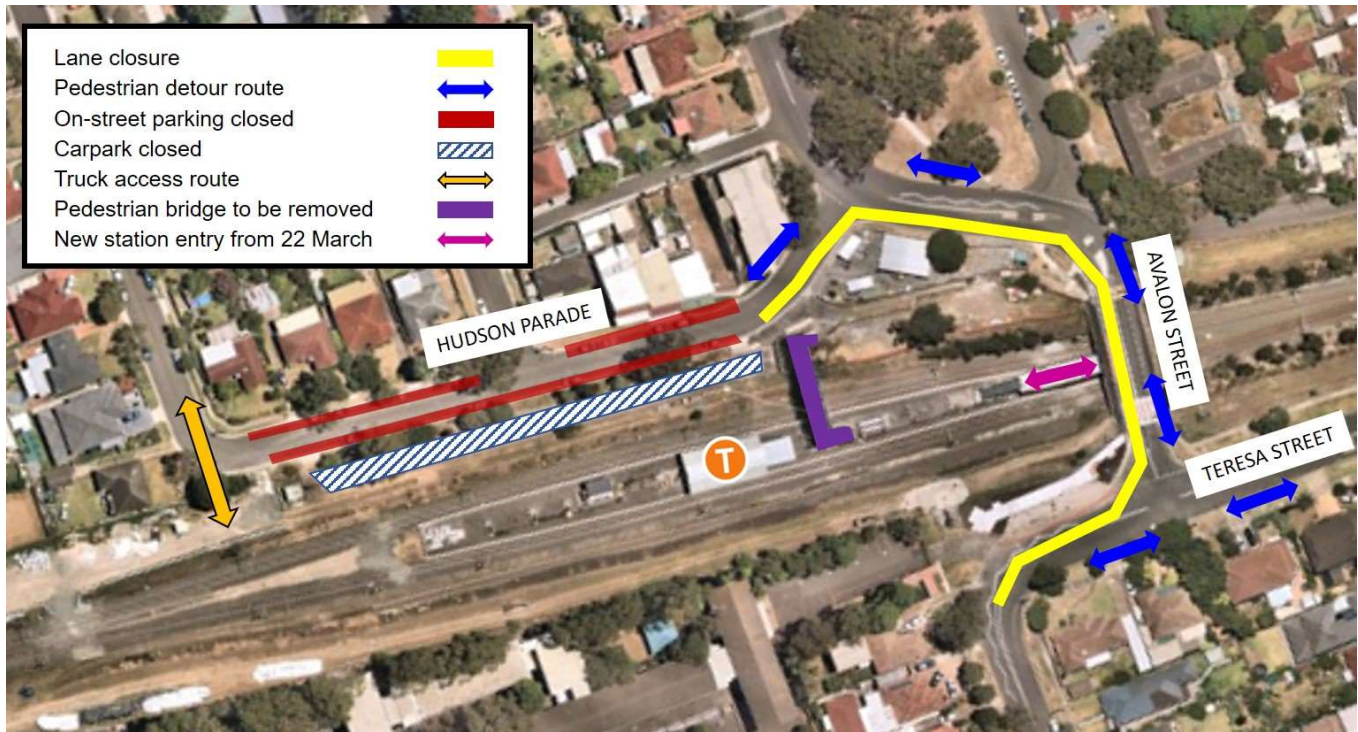 Lane closure
Pedestrian detour route
On-street parking closed
Carpark closed
Truck access route
Pedestrian bridge to be removed
New station entry from 22 March
HUDSON PARADE
AVALON STREET
T
TERESA STREET